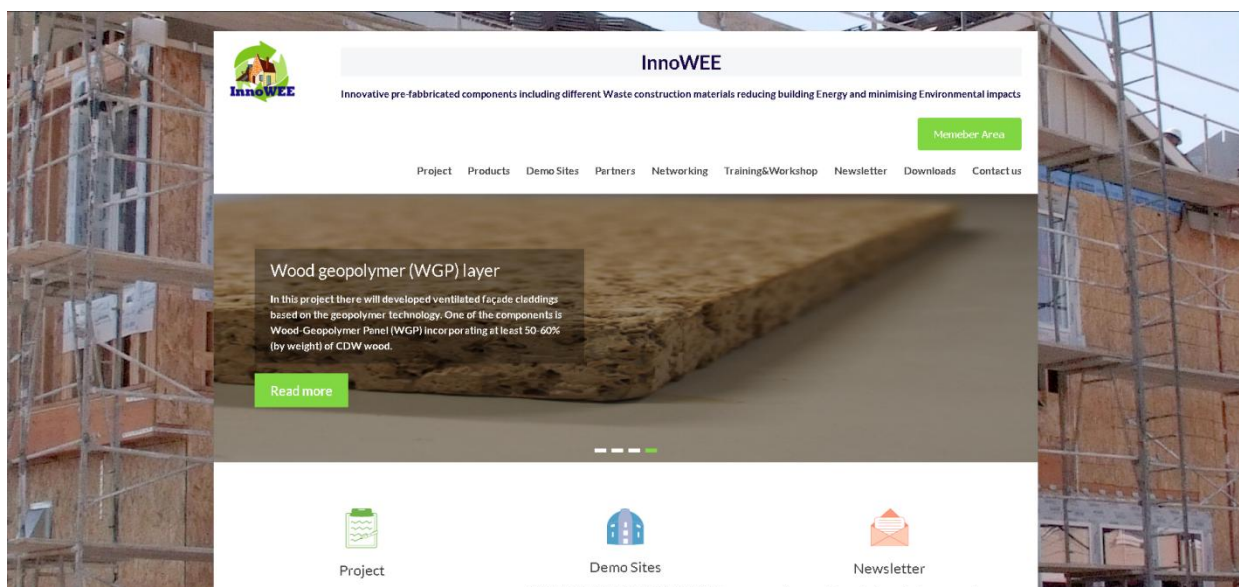 InnoWEE
InnoWEE
Innovative pre-fabbricated components including different Waste construction materials reducing building Energy and minimising Environmental impacts
Memeber Area
Project Products Demo Sites Partners Networking Training&Workshop Newsletter Downloads Contact us
Wood geopolymer (WGP) layer
In this project there will developed ventilated façade claddings
based on the geopolymer technology. One of the components is
Wood-Geopolymer Panel (WGP) incorporating at least 50-60%
(by weight) of CDW wood.
Read more
Project Demo Sites Newsletter